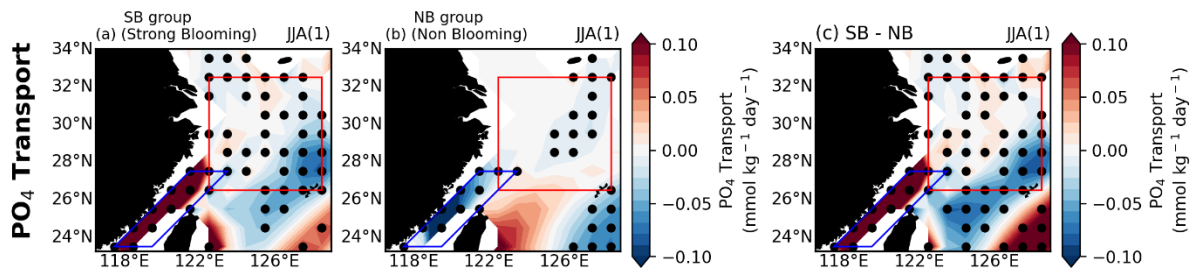 PO₄ Transport
SB group
(a) (Strong Blooming) JJA(1)
34°N
32°N
30°N
28°N
26°N
24°N
118°E 122°E 126°E
NB group
(b) (Non Blooming) JJA(1)
34°N
32°N
30°N
28°N
26°N
24°N
118°E 122°E 126°E
0.10
0.05
0.00
−0.05
−0.10
PO₄ Transport
(mmol kg⁻¹ day⁻¹)
(c) SB - NB JJA(1)
34°N
32°N
30°N
28°N
26°N
24°N
118°E 122°E 126°E
0.10
0.05
0.00
−0.05
−0.10
PO₄ Transport
(mmol kg⁻¹ day⁻¹)